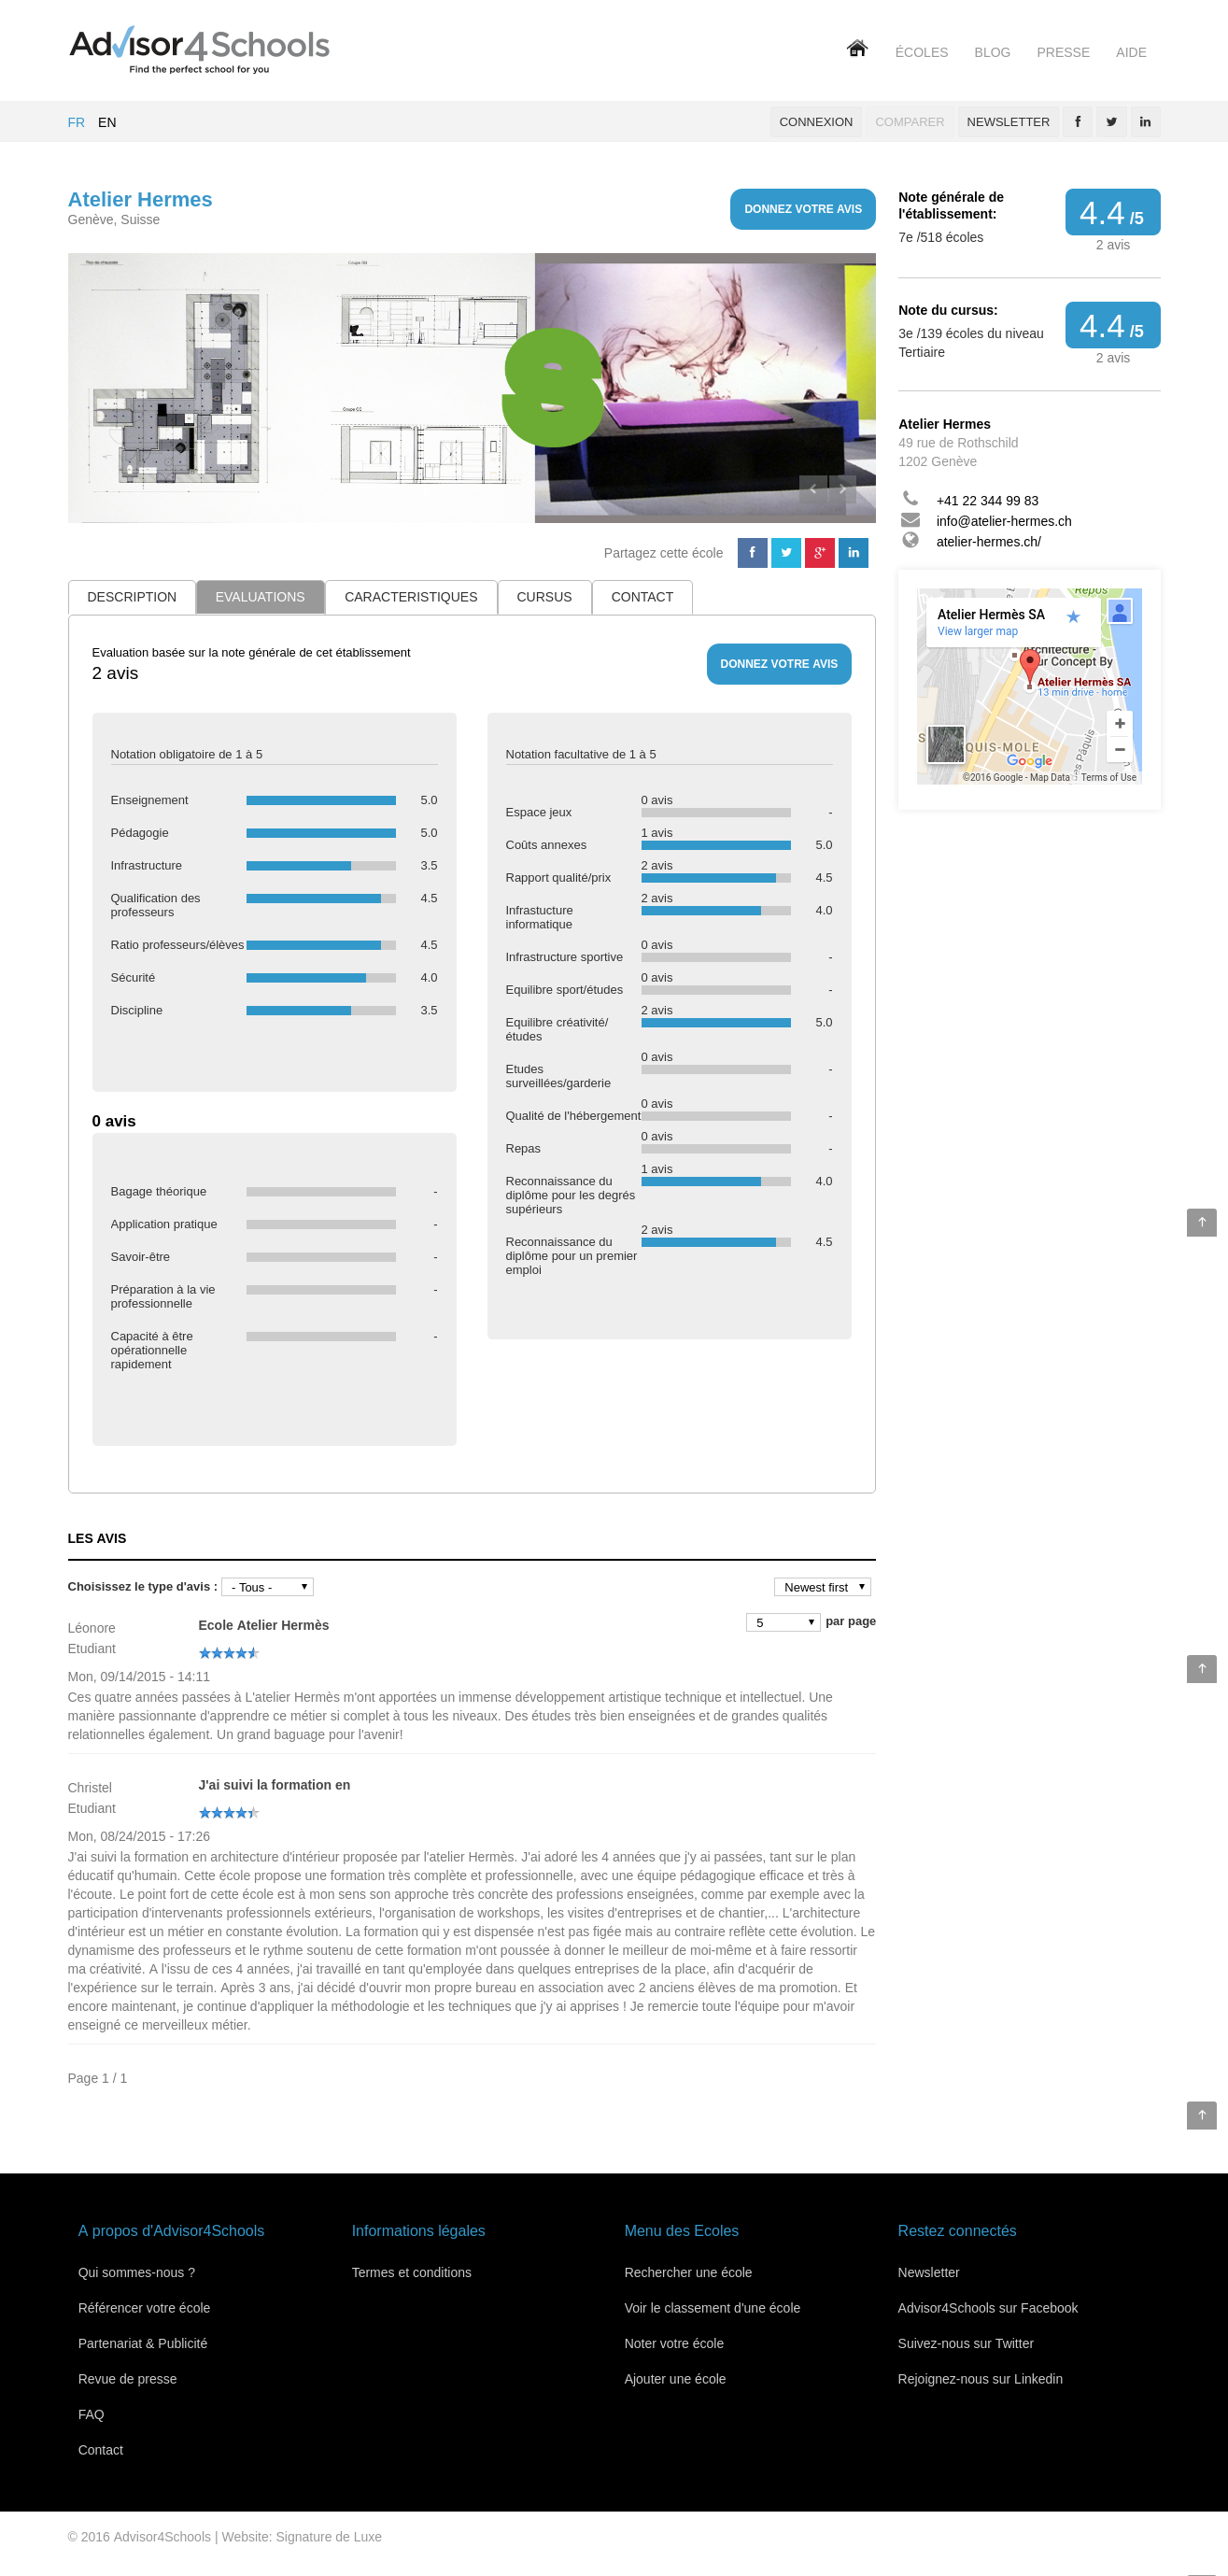 Advisor4Schools
Find the perfect school for you
ÉCOLES
BLOG
PRESSE
AIDE
FR EN
CONNEXION
COMPARER
NEWSLETTER
Atelier Hermes
Genève, Suisse
DONNEZ VOTRE AVIS
Partagez cette école
DESCRIPTION
EVALUATIONS
CARACTERISTIQUES
CURSUS
CONTACT
Evaluation basée sur la note générale de cet établissement
2 avis
DONNEZ VOTRE AVIS
Notation obligatoire de 1 à 5
Enseignement 5.0
Pédagogie 5.0
Infrastructure 3.5
Qualification des
professeurs 4.5
Ratio professeurs/élèves 4.5
Sécurité 4.0
Discipline 3.5
0 avis
Bagage théorique -
Application pratique -
Savoir-être -
Préparation à la vie
professionnelle -
Capacité à être
opérationnelle
rapidement -
Notation facultative de 1 à 5
0 avis
Espace jeux -
1 avis
Coûts annexes 5.0
2 avis
Rapport qualité/prix 4.5
2 avis
Infrastucture
informatique 4.0
0 avis
Infrastructure sportive -
0 avis
Equilibre sport/études -
2 avis
Equilibre créativité/
études 5.0
0 avis
Etudes
surveillées/garderie -
0 avis
Qualité de l'hébergement -
0 avis
Repas -
1 avis
Reconnaissance du
diplôme pour les degrés
supérieurs 4.0
2 avis
Reconnaissance du
diplôme pour un premier
emploi 4.5
Note générale de
l'établissement:
7e /518 écoles
4.4 /5
2 avis
Note du cursus:
3e /139 écoles du niveau
Tertiaire
4.4 /5
2 avis
Atelier Hermes
49 rue de Rothschild
1202 Genève
+41 22 344 99 83
info@atelier-hermes.ch
atelier-hermes.ch/
Atelier Hermès SA
View larger map
Architecture -
ur Concept By
Atelier Hermès SA
13 min drive - home
QUIS-MOLE
Google
©2016 Google - Map Data
Terms of Use
LES AVIS
Choisissez le type d'avis : - Tous -
Newest first
5 par page
Léonore
Etudiant
Ecole Atelier Hermès
Mon, 09/14/2015 - 14:11
Ces quatre années passées à L'atelier Hermès m'ont apportées un immense développement artistique technique et intellectuel. Une
manière passionnante d'apprendre ce métier si complet à tous les niveaux. Des études très bien enseignées et de grandes qualités
relationnelles également. Un grand baguage pour l'avenir!
Christel
Etudiant
J'ai suivi la formation en
Mon, 08/24/2015 - 17:26
J'ai suivi la formation en architecture d'intérieur proposée par l'atelier Hermès. J'ai adoré les 4 années que j'y ai passées, tant sur le plan
éducatif qu'humain. Cette école propose une formation très complète et professionnelle, avec une équipe pédagogique efficace et très à
l'écoute. Le point fort de cette école est à mon sens son approche très concrète des professions enseignées, comme par exemple avec la
participation d'intervenants professionnels extérieurs, l'organisation de workshops, les visites d'entreprises et de chantier,... L'architecture
d'intérieur est un métier en constante évolution. La formation qui y est dispensée n'est pas figée mais au contraire reflète cette évolution. Le
dynamisme des professeurs et le rythme soutenu de cette formation m'ont poussée à donner le meilleur de moi-même et à faire ressortir
ma créativité. A l'issu de ces 4 années, j'ai travaillé en tant qu'employée dans quelques entreprises de la place, afin d'acquérir de
l'expérience sur le terrain. Après 3 ans, j'ai décidé d'ouvrir mon propre bureau en association avec 2 anciens élèves de ma promotion. Et
encore maintenant, je continue d'appliquer la méthodologie et les techniques que j'y ai apprises ! Je remercie toute l'équipe pour m'avoir
enseigné ce merveilleux métier.
Page 1 / 1
A propos d'Advisor4Schools
Qui sommes-nous ?
Référencer votre école
Partenariat & Publicité
Revue de presse
FAQ
Contact
Informations légales
Termes et conditions
Menu des Ecoles
Rechercher une école
Voir le classement d'une école
Noter votre école
Ajouter une école
Restez connectés
Newsletter
Advisor4Schools sur Facebook
Suivez-nous sur Twitter
Rejoignez-nous sur Linkedin
© 2016 Advisor4Schools | Website: Signature de Luxe